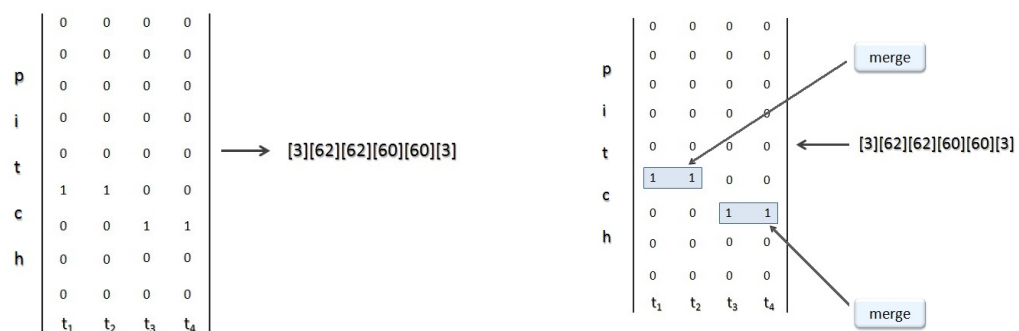 0 0 0 0
0 0 0 0
p 0 0 0 0
i 0 0 0 0
t 0 0 0 0
1 1 0 0
c 0 0 1 1
h 0 0 0 0
0 0 0 0
t1 t2 t3 t4
[3][62][62][60][60][3]
0 0 0 0
0 0 0 0
p 0 0 0 0
i 0 0 0 0
t 0 0 0 0
1 1 0 0
c 0 0 1 1
h 0 0 0 0
0 0 0 0
t1 t2 t3 t4
merge
[3][62][62][60][60][3]
merge